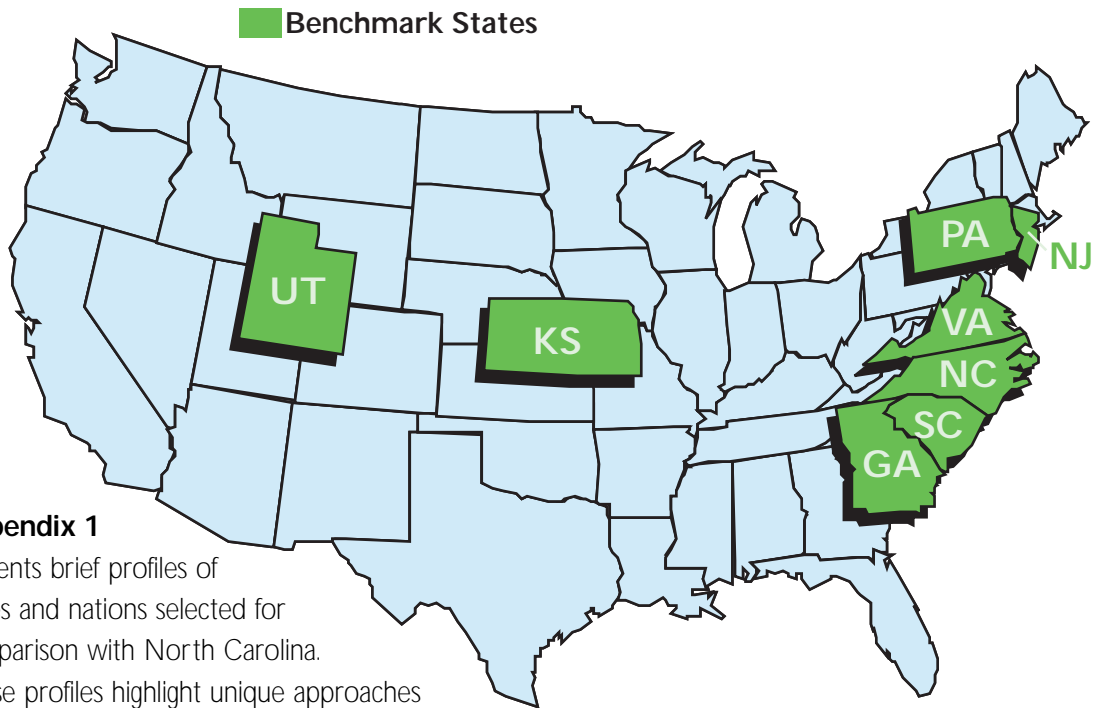 Benchmark States
PA
NJ
UT
VA
KS
NC
SC
GA
pendix 1
ents brief profiles of
s and nations selected for
parison with North Carolina.
se profiles highlight unique approaches